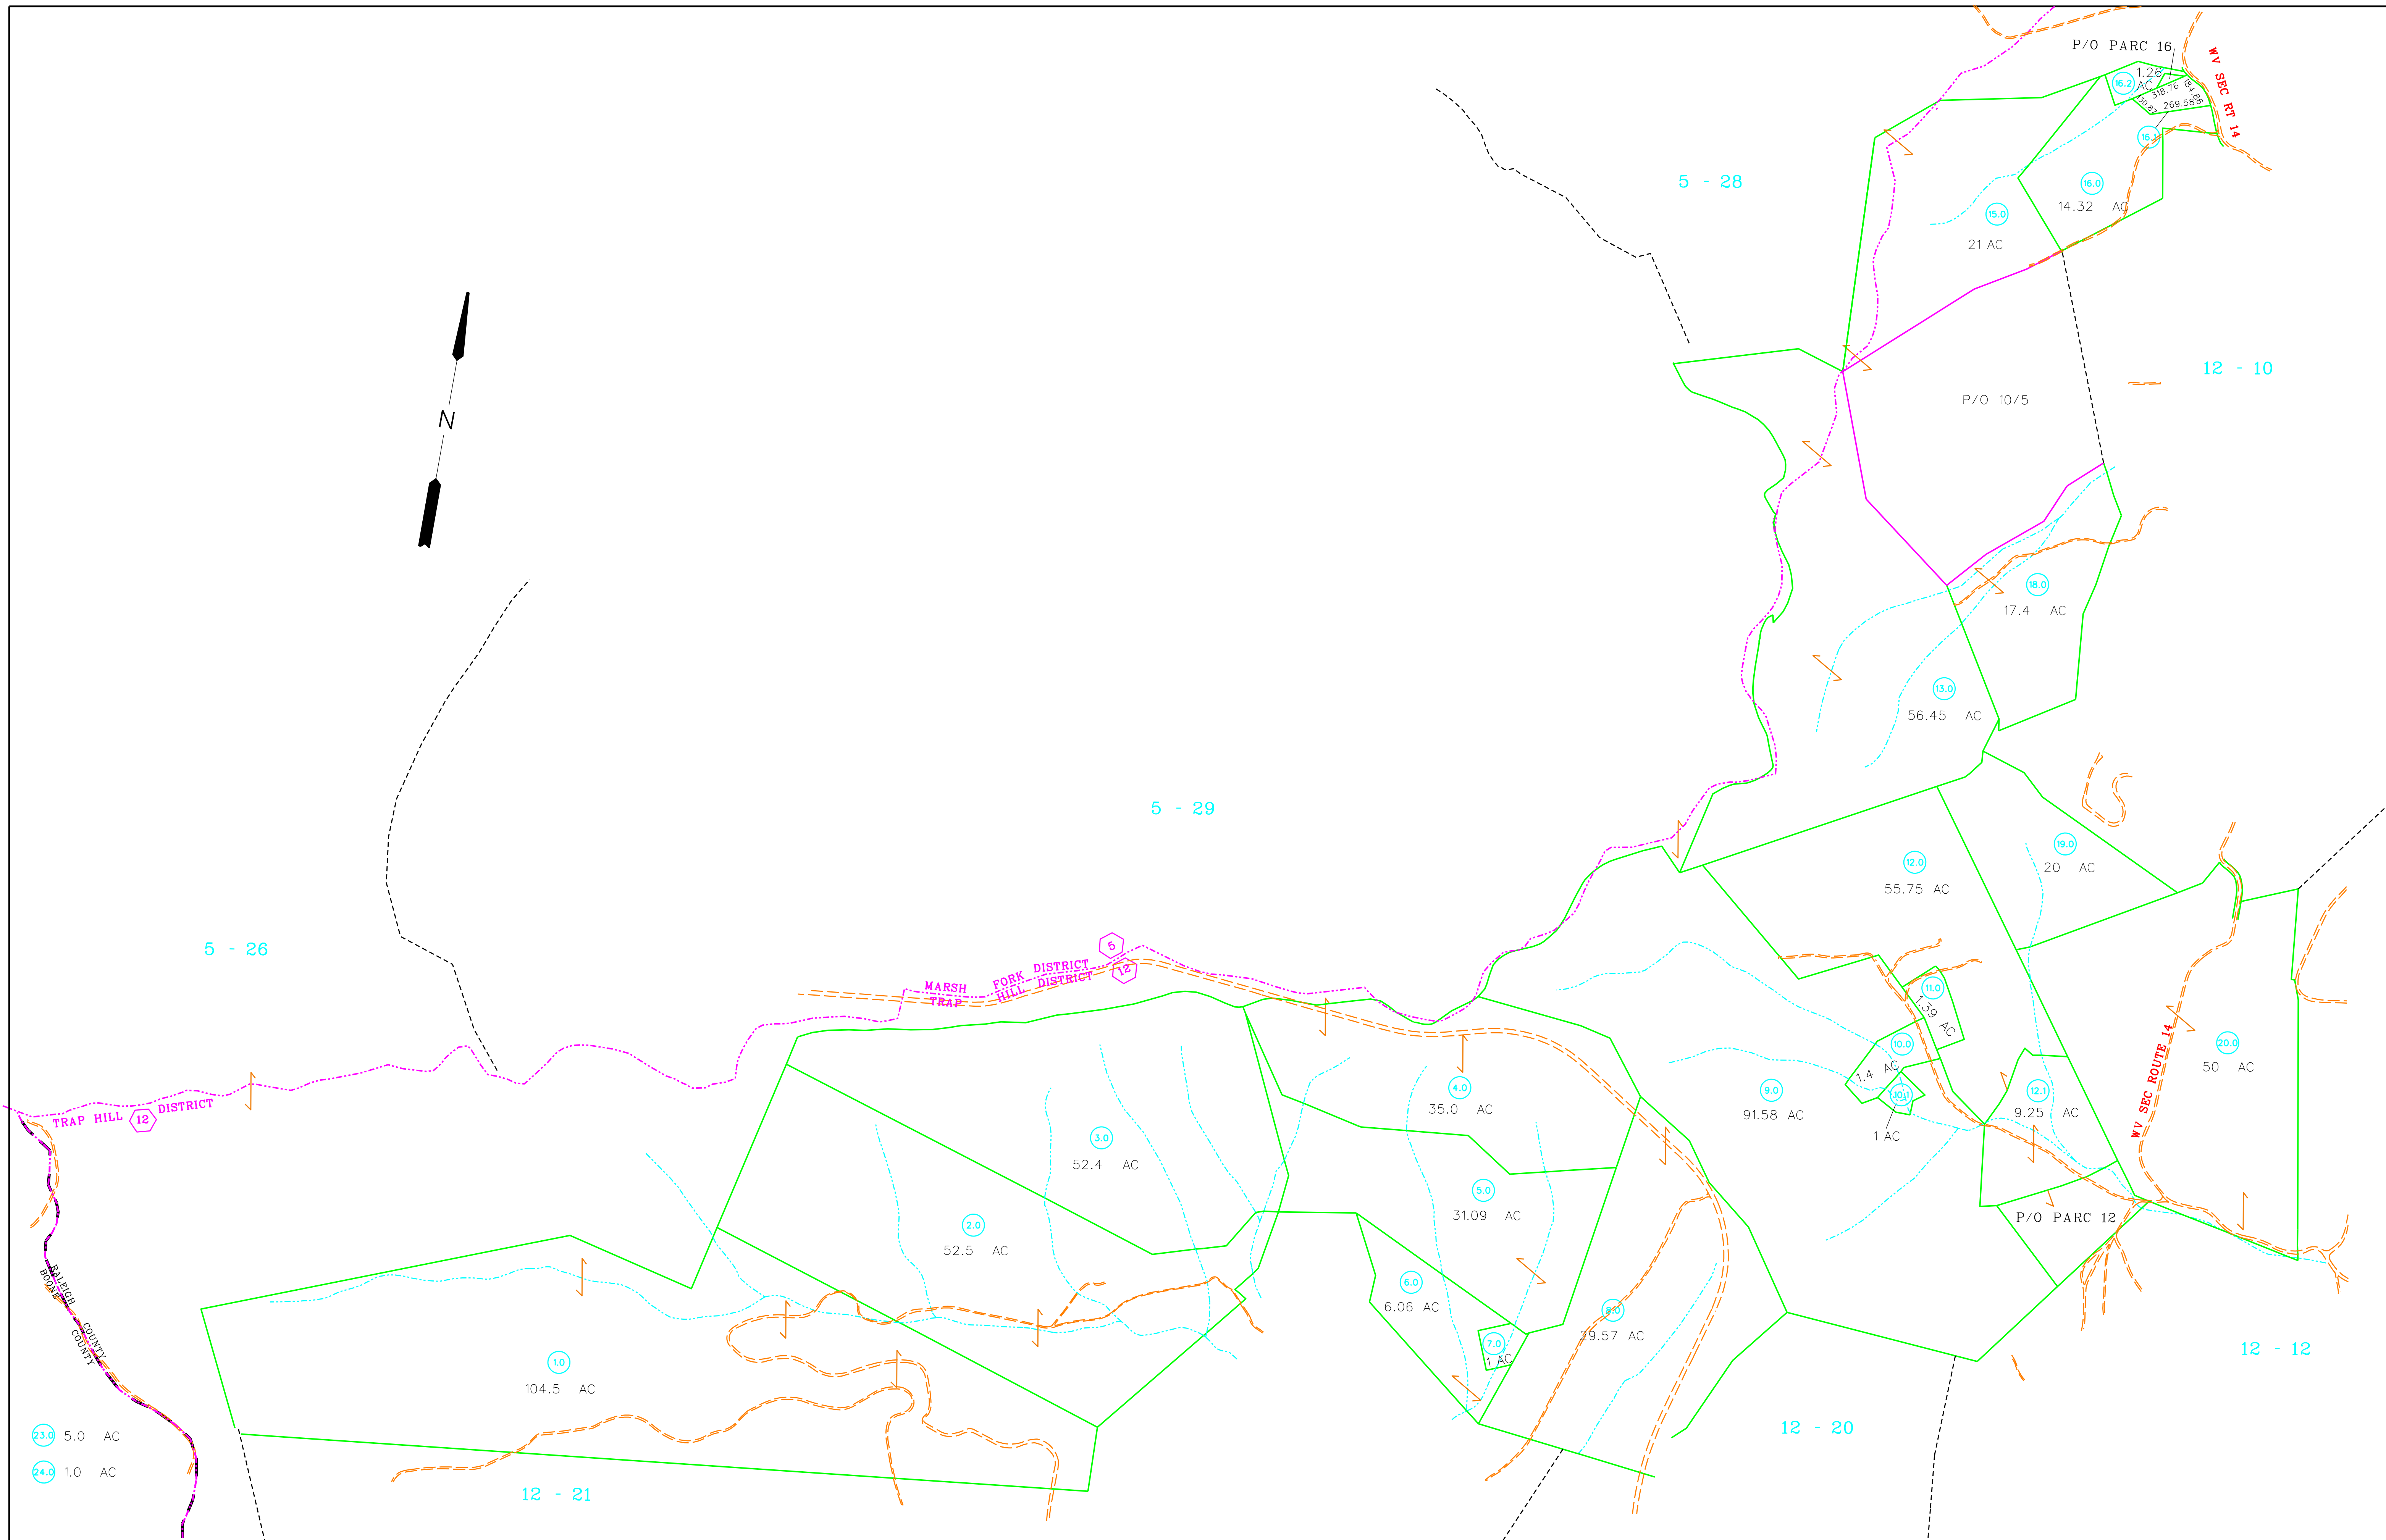 P/O PARC 16
WV SEC RT 14
1.26
AC
16.2
318.76
184.86
130.87
269.58
16.1
5 - 28
16.0
14.32 AC
15.0
21 AC
12 - 10
P/O 10/5
N
18.0
17.4 AC
13.0
56.45 AC
5 - 29
12.0
55.75 AC
19.0
20 AC
5 - 26
MARSH FORK DISTRICT 5
TRAP HILL DISTRICT 12
11.0
1.39 AC
10.0
1.4 AC
10.1
1 AC
20.0
50 AC
WV SEC ROUTE 14
4.0
35.0 AC
9.0
91.58 AC
12.1
9.25 AC
TRAP HILL 12 DISTRICT
3.0
52.4 AC
5.0
31.09 AC
P/O PARC 12
2.0
52.5 AC
6.0
6.06 AC
8.0
29.57 AC
7.0
1 AC
RALEIGH COUNTY
BOONE COUNTY
12 - 12
1.0
104.5 AC
12 - 20
23.0 5.0 AC
24.0 1.0 AC
12 - 21